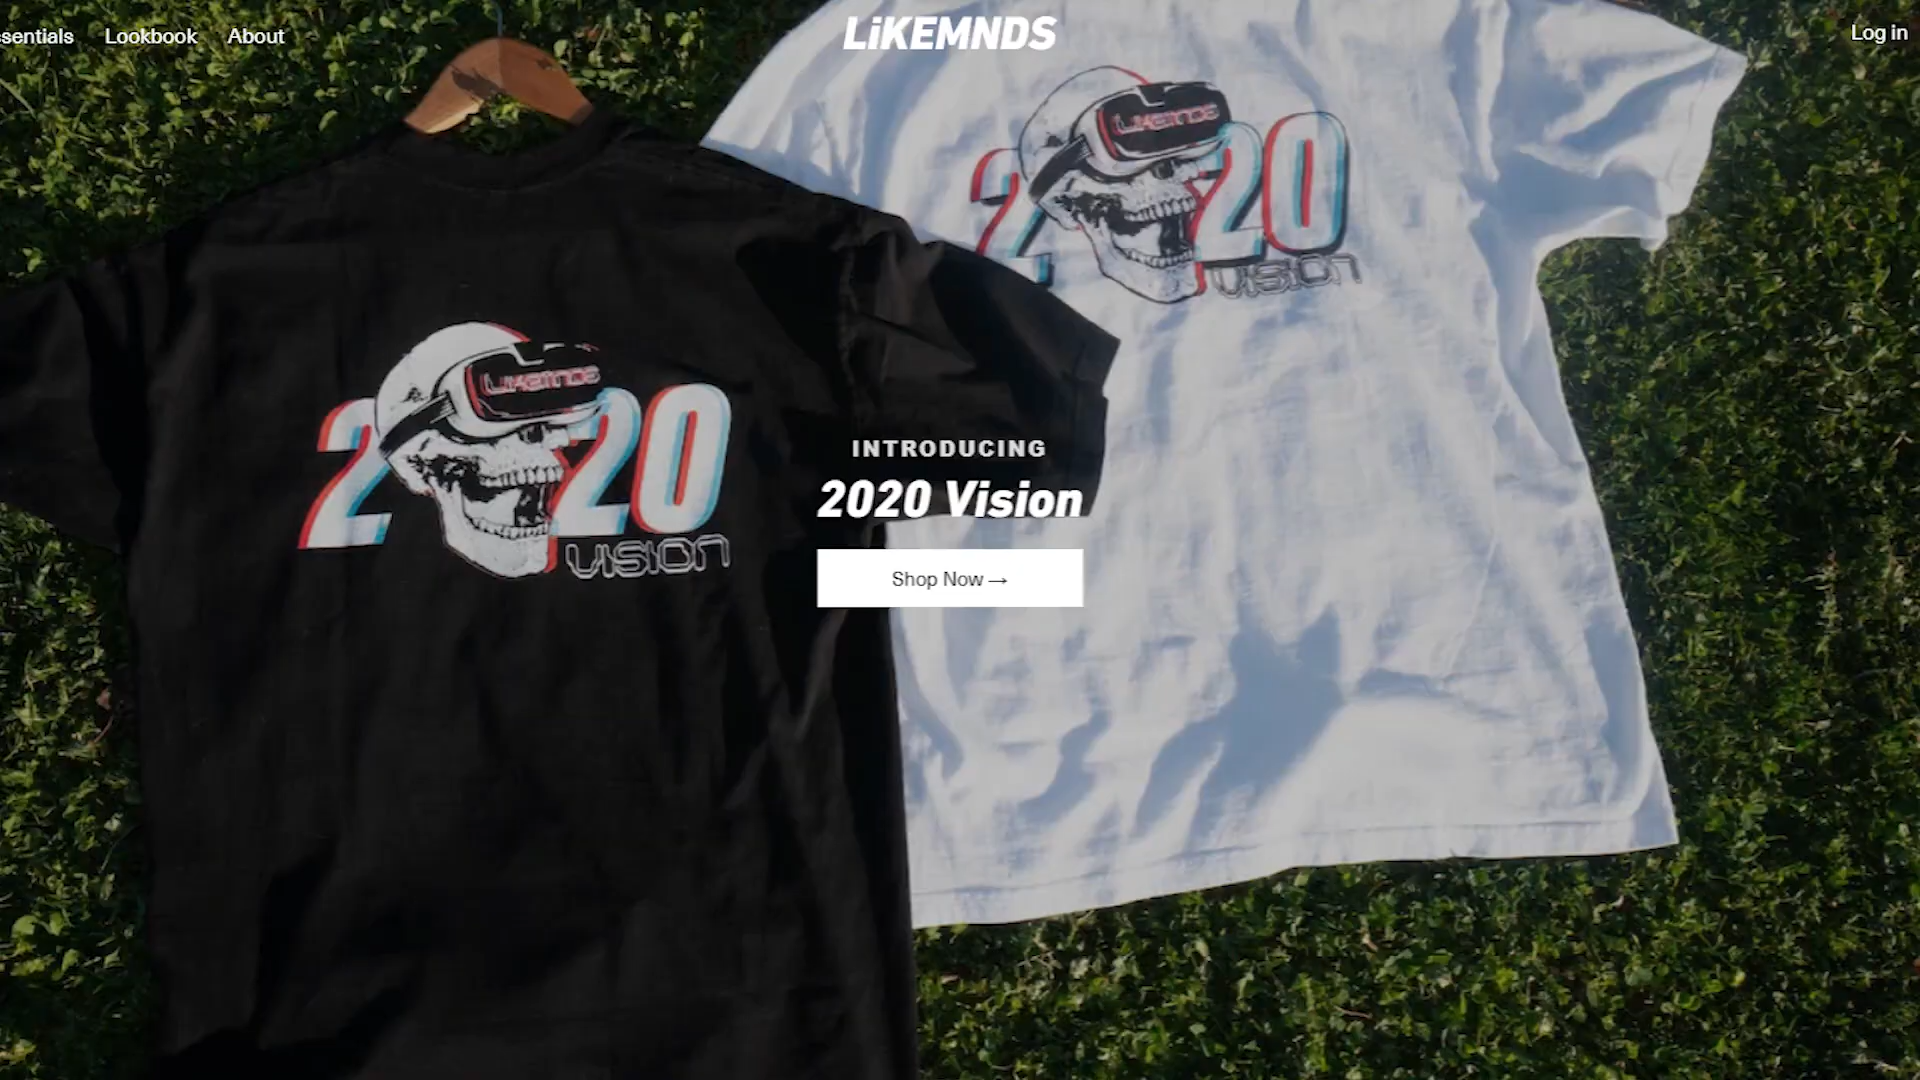 sentials Lookbook About
LiKEMNDS
Log in
LIKEMNDS
2020
VISION
LIKEMNDS
2020
VISION
INTRODUCING
2020 Vision
Shop Now →